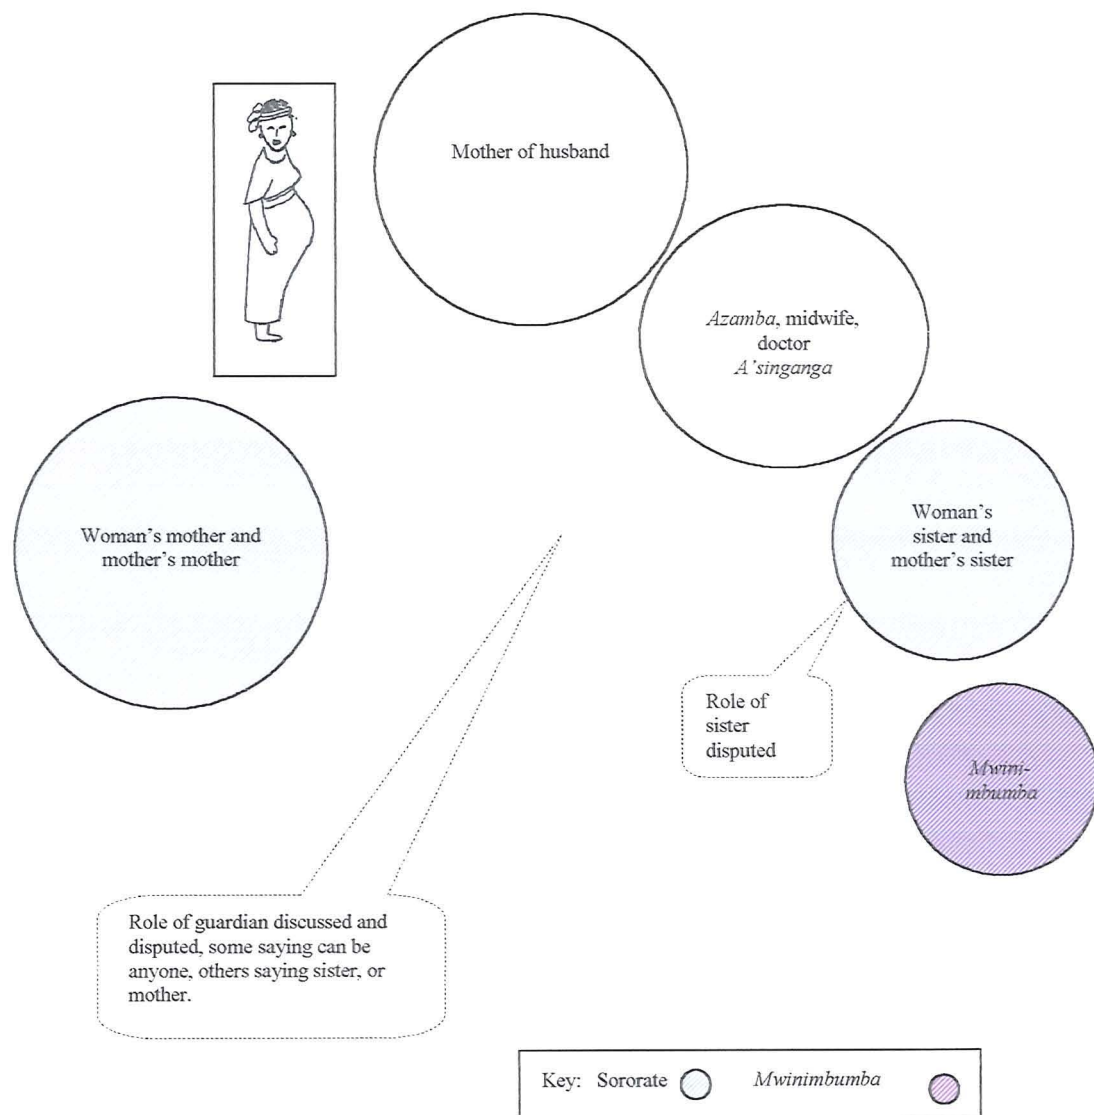 Mother of husband
Azamba, midwife,
doctor
A'singanga
Woman's mother and
mother's mother
Woman's
sister and
mother's sister
Role of
sister
disputed
Mwini-
mbumba
Role of guardian discussed and
disputed, some saying can be
anyone, others saying sister, or
mother.
Key: Sororate Mwinimbumba